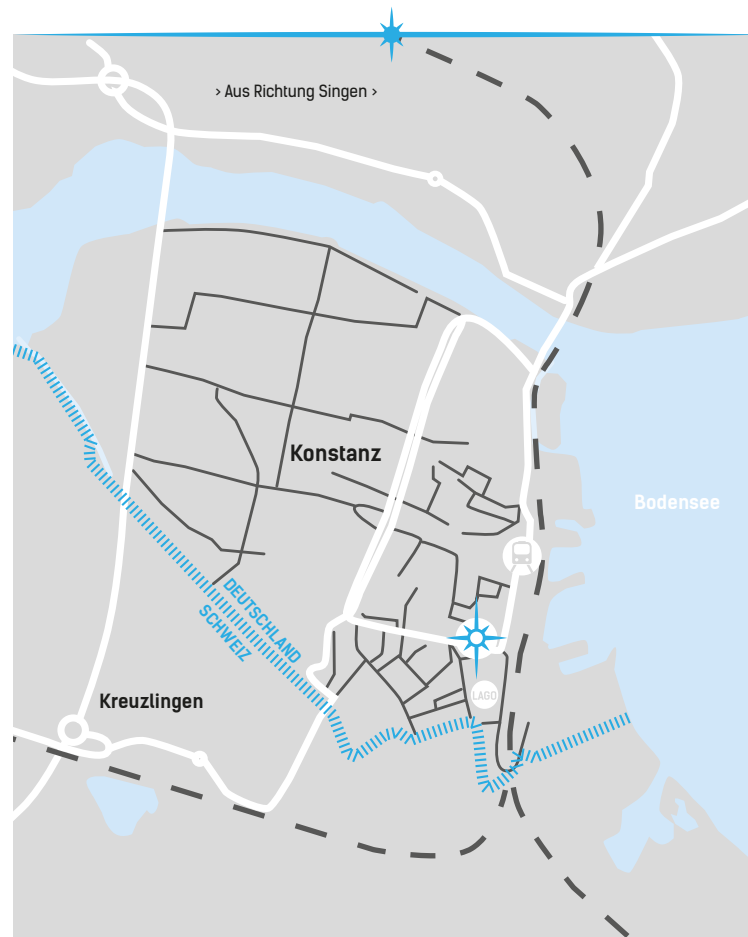 › Aus Richtung Singen ›
Konstanz
Bodensee
DEUTSCHLAND
SCHWEIZ
LAGO
Kreuzlingen